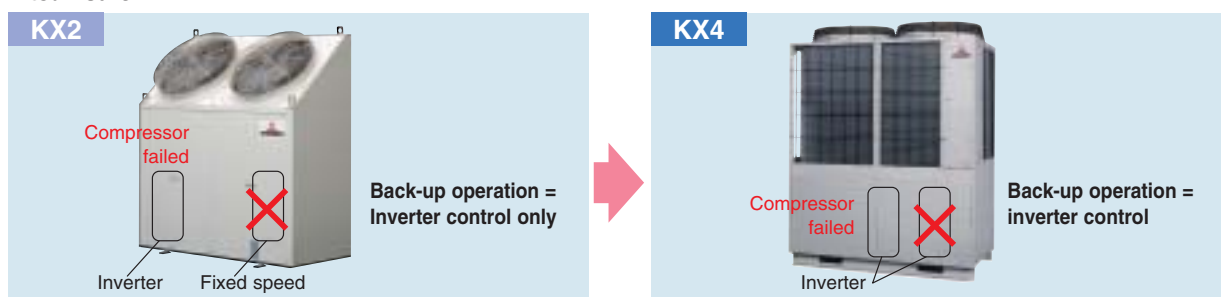 KX2
Compressor
failed
Back-up operation =
Inverter control only
Inverter
Fixed speed
KX4
Compressor
failed
Back-up operation =
inverter control
Inverter